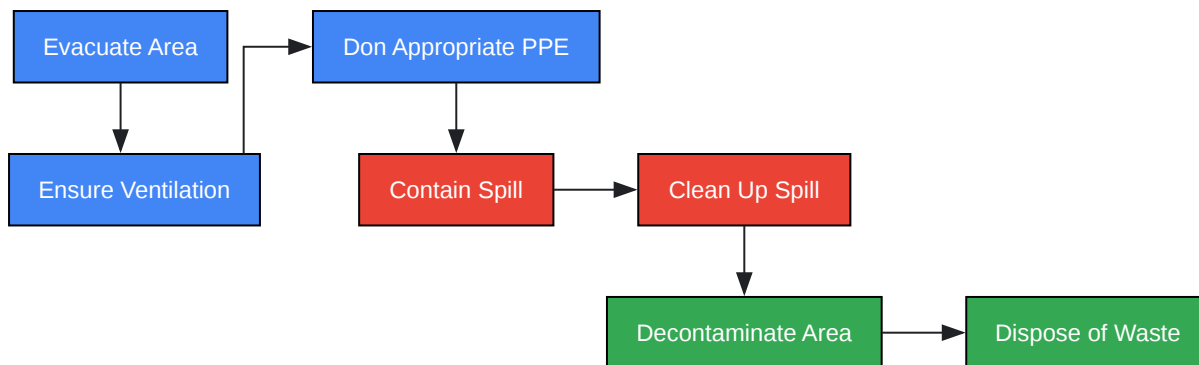 Evacuate Area
Don Appropriate PPE
Ensure Ventilation
Contain Spill
Clean Up Spill
Decontaminate Area
Dispose of Waste